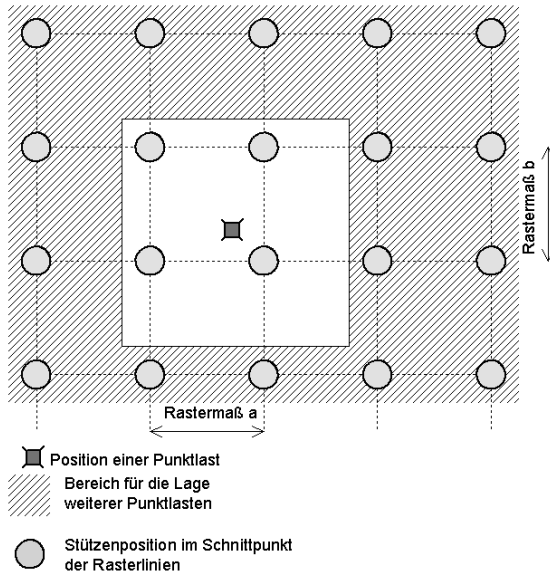 Rastermaß b
Rastermaß a
Position einer Punktlast
Bereich für die Lage
weiterer Punktlasten
Stützenposition im Schnittpunkt
der Rasterlinien